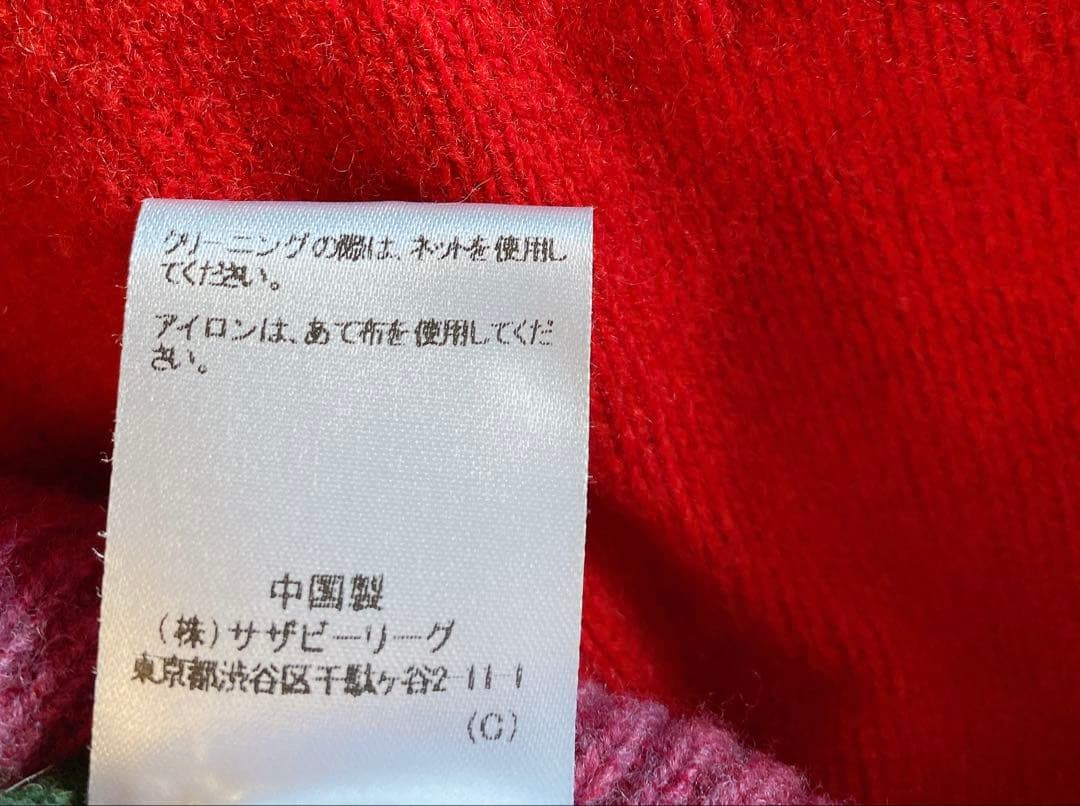 クリーニングの際は、ネットを使用し
てください。
アイロンは、あて布を使用してくだ
さい。
中国製
（株）サザビーリーグ
東京都渋谷区千駄ヶ谷2-11-1
(C)